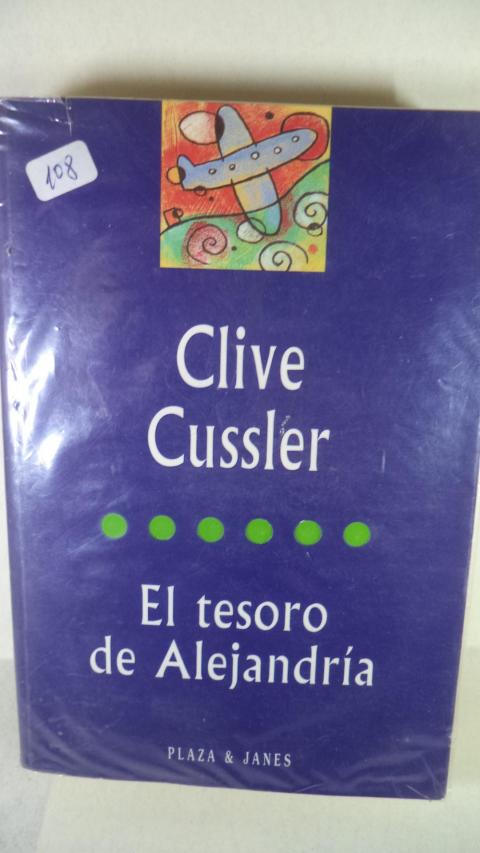 108
Clive
Cussler
El tesoro
de Alejandría
PLAZA & JANES